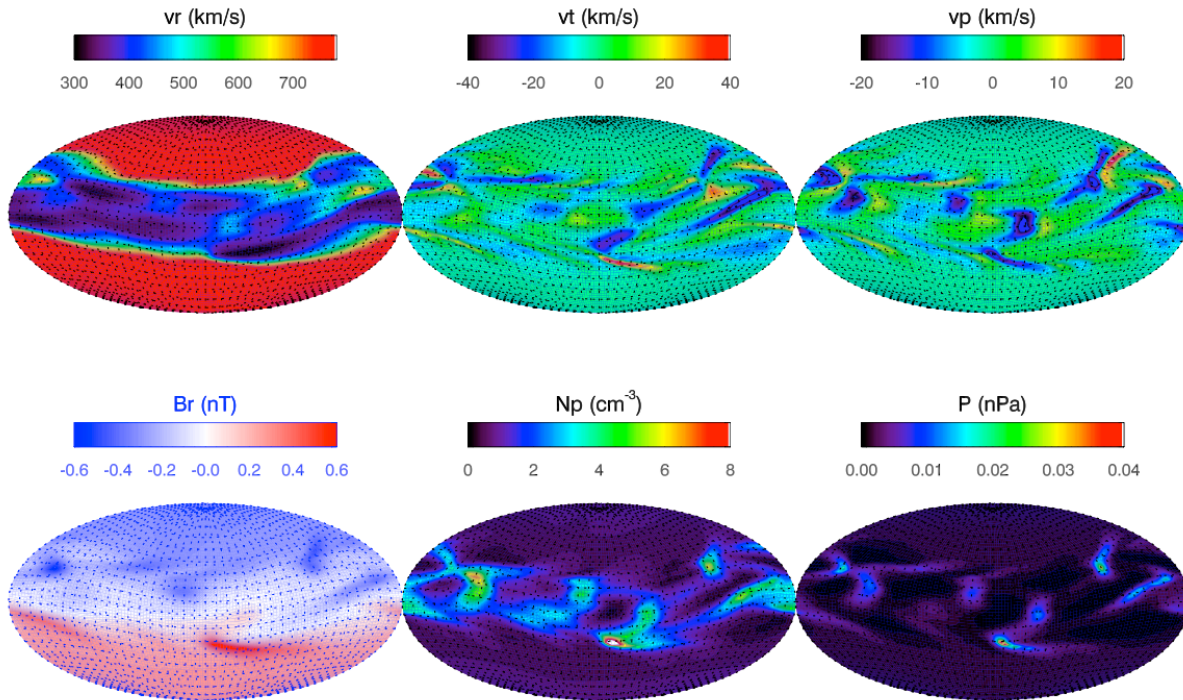 vr (km/s)
300 400 500 600 700
vt (km/s)
-40 -20 0 20 40
vp (km/s)
-20 -10 0 10 20
Br (nT)
-0.6 -0.4 -0.2 -0.0 0.2 0.4 0.6
Np (cm⁻³)
0 2 4 6 8
P (nPa)
0.00 0.01 0.02 0.03 0.04